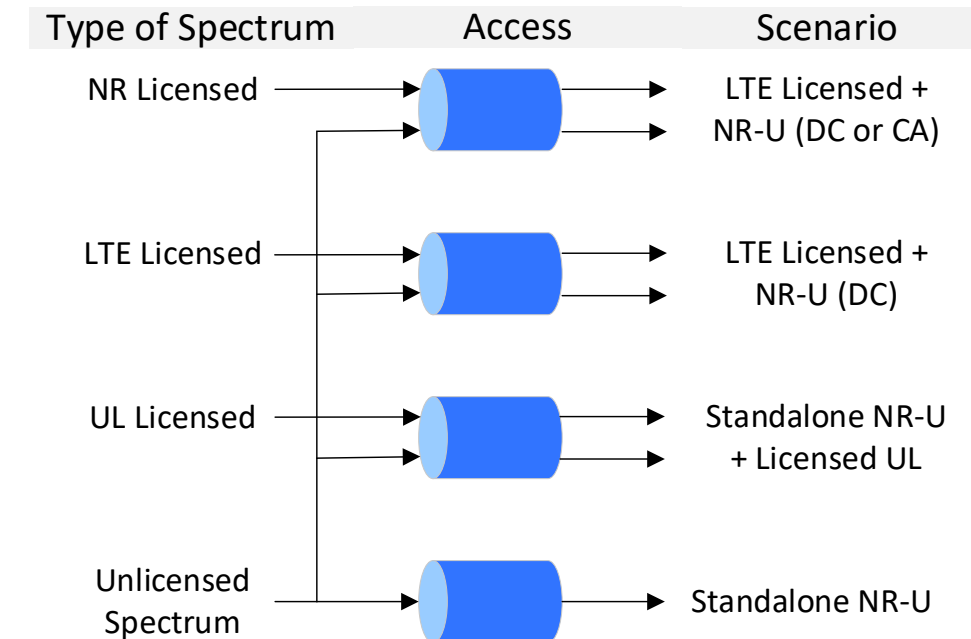 Type of Spectrum Access Scenario
NR Licensed
LTE Licensed +
NR-U (DC or CA)
LTE Licensed
LTE Licensed +
NR-U (DC)
UL Licensed
Standalone NR-U
+ Licensed UL
Unlicensed
Spectrum
Standalone NR-U